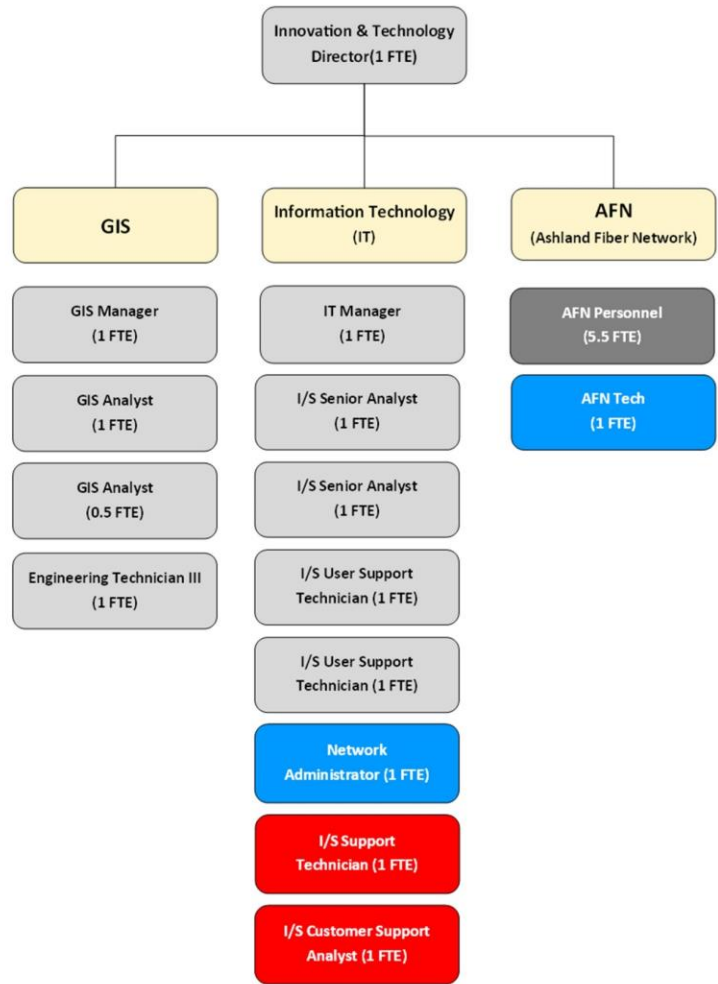 Innovation & Technology
Director(1 FTE)
GIS
Information Technology
(IT)
AFN
(Ashland Fiber Network)
GIS Manager
(1 FTE)
GIS Analyst
(1 FTE)
GIS Analyst
(0.5 FTE)
Engineering Technician III
(1 FTE)
IT Manager
(1 FTE)
I/S Senior Analyst
(1 FTE)
I/S Senior Analyst
(1 FTE)
I/S User Support
Technician (1 FTE)
I/S User Support
Technician (1 FTE)
Network
Administrator (1 FTE)
I/S Support
Technician (1 FTE)
I/S Customer Support
Analyst (1 FTE)
AFN Personnel
(5.5 FTE)
AFN Tech
(1 FTE)